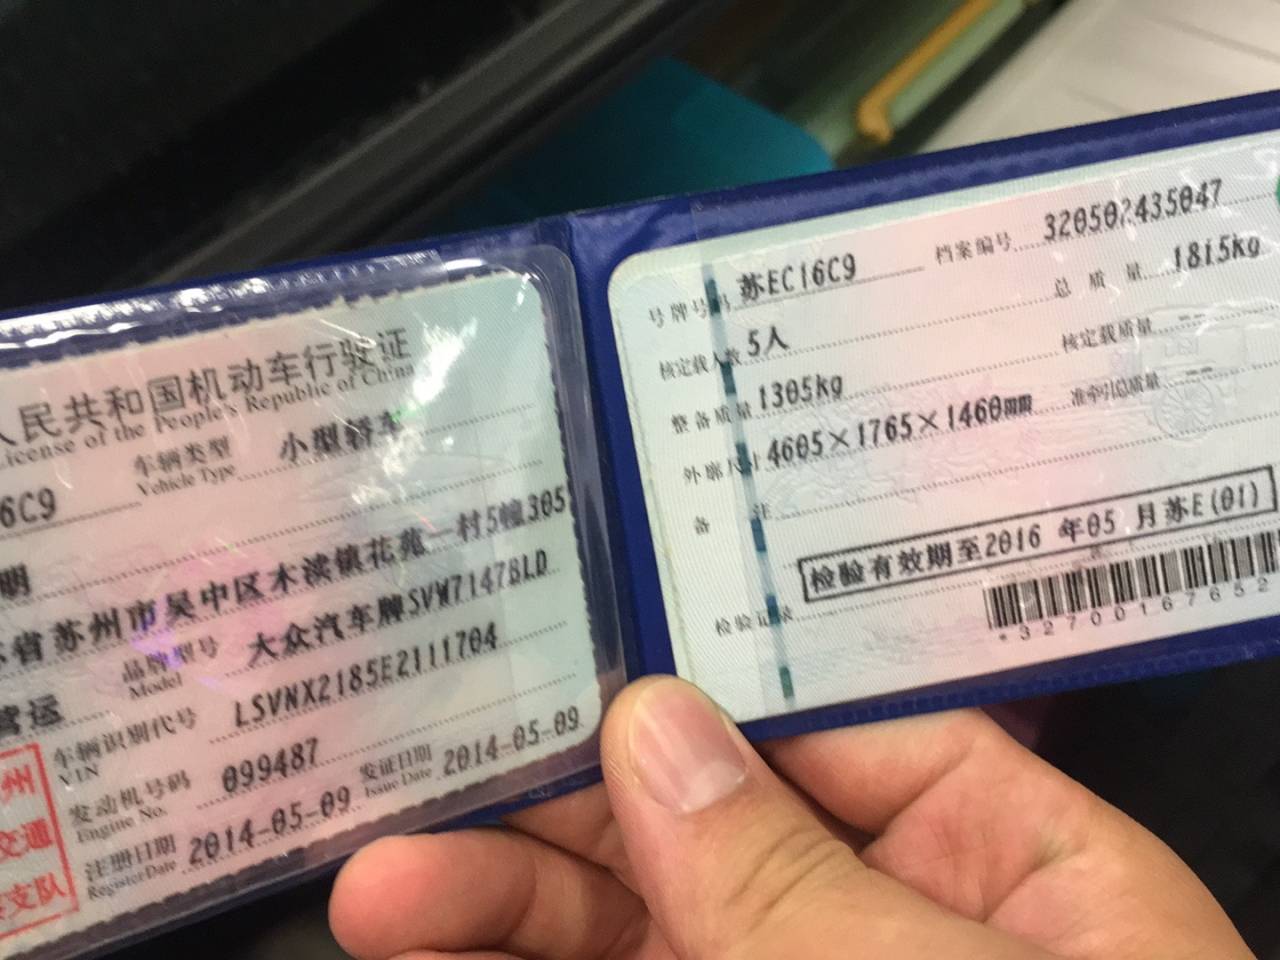 人民共和国机动车行驶证
License of the People's Republic of China
6C9
车辆类型 小型轿车
Vehicle Type
明
省苏州市吴中区木渎镇花苑一村5幢305
品牌型号 大众汽车牌SVW71478LD
Model
营运
车辆识别代号 LSVNX2185E2111704
VIN
发动机号码 099487
Engine No.
注册日期 2014-05-09 发证日期 2014-05-09
Register Date Issue Date
州
交通
支队
号牌号码 苏EC16C9 档案编号 320502435047
核定载人数 5人 总质量 1815kg
整备质量 1305kg 核定载质量 --
外廓尺寸 4605×1765×1460mm 准牵引总质量 --
备注
检验有效期至2016 年05 月苏E(01)
检验记录
*32700167652